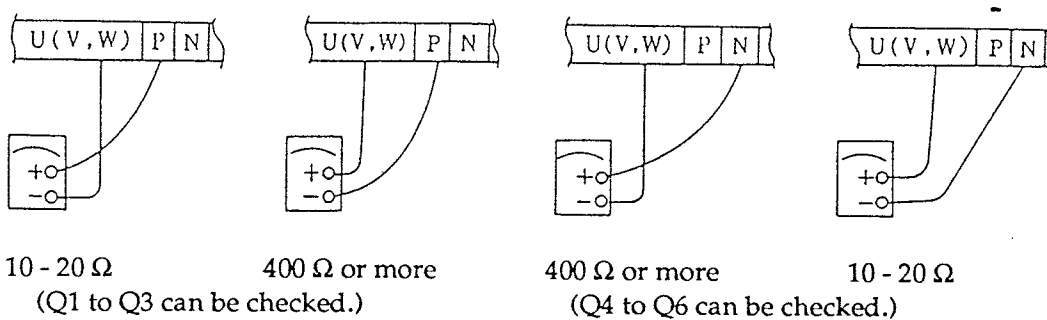 U(V,W) P N
U(V,W) P N
U(V,W) P N
U(V,W) P N
+
-
+
-
+
-
+
-
10 - 20 Ω
400 Ω or more
400 Ω or more
10 - 20 Ω
(Q1 to Q3 can be checked.)
(Q4 to Q6 can be checked.)